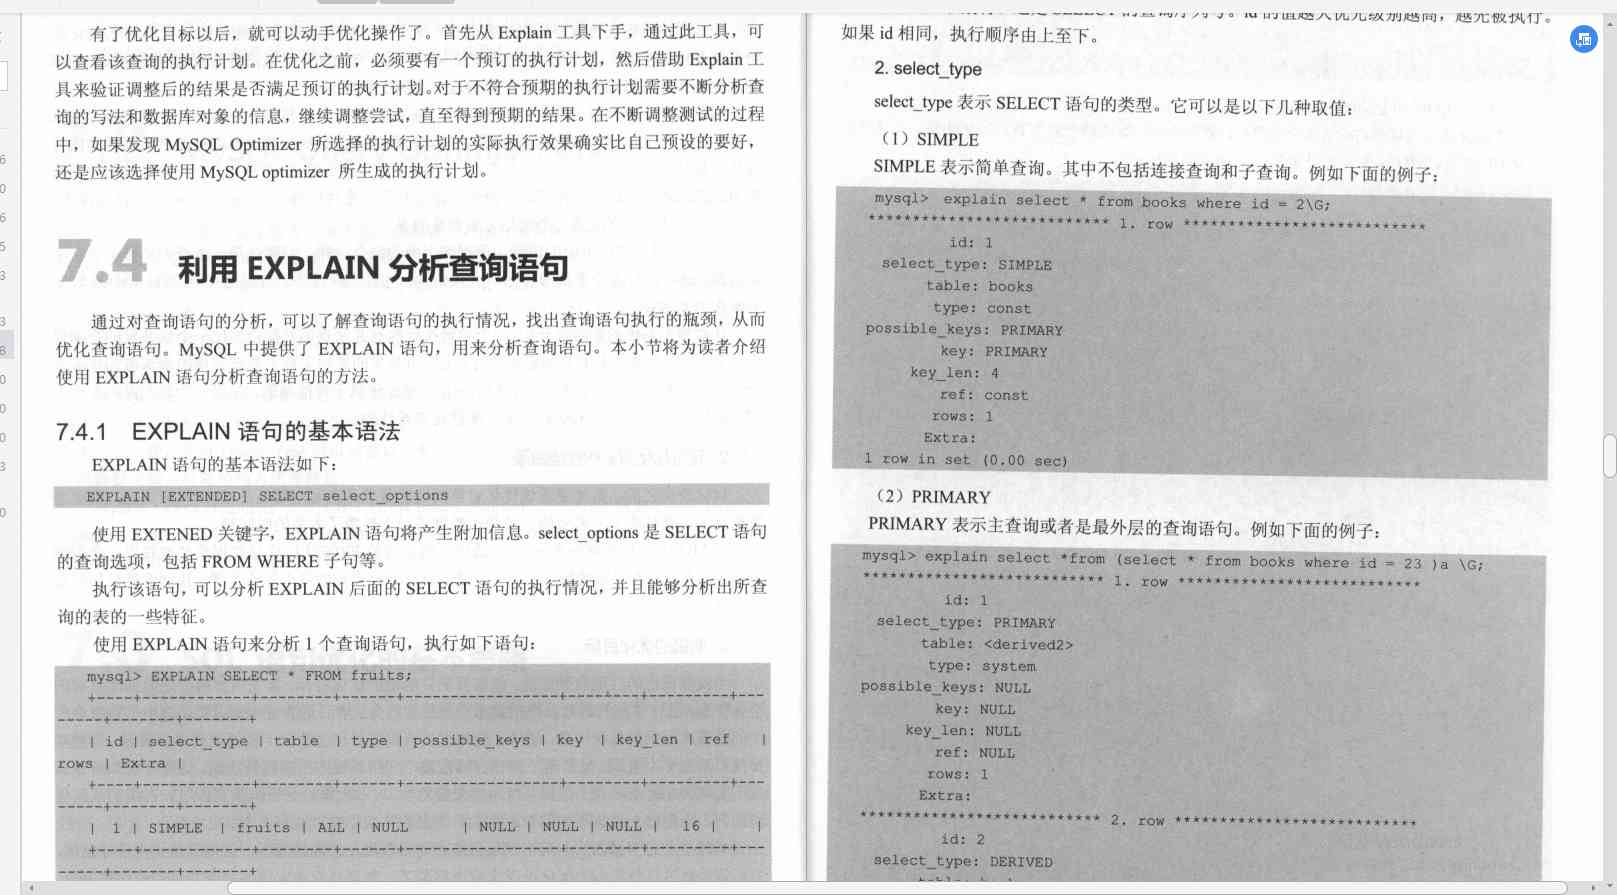 有了优化目标以后，就可以动手优化操作了。首先从 Explain 工具下手，通过此工具，可
以查看该查询的执行计划。在优化之前，必须要有一个预订的执行计划，然后借助 Explain 工
具来验证调整后的结果是否满足预订的执行计划。对于不符合预期的执行计划需要不断分析查
询的写法和数据库对象的信息，继续调整尝试，直至得到预期的结果。在不断调整测试的过程
中，如果发现 MySQL Optimizer 所选择的执行计划的实际执行效果确实比自己预设的要好，
还是应该选择使用 MySQL optimizer 所生成的执行计划。
7.4 利用 EXPLAIN 分析查询语句
通过对查询语句的分析，可以了解查询语句的执行情况，找出查询语句执行的瓶颈，从而
优化查询语句。MySQL 中提供了 EXPLAIN 语句，用来分析查询语句。本小节将为读者介绍
使用 EXPLAIN 语句分析查询语句的方法。
7.4.1 EXPLAIN 语句的基本语法
EXPLAIN 语句的基本语法如下：
EXPLAIN [EXTENDED] SELECT select_options
使用 EXTENED 关键字，EXPLAIN 语句将产生附加信息。select_options 是 SELECT 语句
的查询选项，包括 FROM WHERE 子句等。
执行该语句，可以分析 EXPLAIN 后面的 SELECT 语句的执行情况，并且能够分析出所查
询的表的一些特征。
使用 EXPLAIN 语句来分析 1 个查询语句，执行如下语句：
mysql> EXPLAIN SELECT * FROM fruits;
+----+-------------+--------+------+---------------+------+---------+------+---
---+-------+
| id | select_type | table | type | possible_keys | key | key_len | ref |
rows | Extra |
+----+-------------+--------+------+---------------+------+---------+------+---
---+-------+
| 1 | SIMPLE | fruits | ALL | NULL | NULL | NULL | NULL | 16 | |
+----+-------------+--------+------+---------------+------+---------+------+---
---+-------+
的查询序列号。id 的值越大优先级别越高，越先被执行。
如果 id 相同，执行顺序由上至下。
2. select_type
select_type 表示 SELECT 语句的类型。它可以是以下几种取值：
（1）SIMPLE
SIMPLE 表示简单查询。其中不包括连接查询和子查询。例如下面的例子：
mysql> explain select * from books where id = 2\G;
*************************** 1. row ***************************
id: 1
select_type: SIMPLE
table: books
type: const
possible_keys: PRIMARY
key: PRIMARY
key_len: 4
ref: const
rows: 1
Extra:
1 row in set (0.00 sec)
（2）PRIMARY
PRIMARY 表示主查询或者是最外层的查询语句。例如下面的例子：
mysql> explain select *from (select * from books where id = 23 )a \G;
*************************** 1. row ***************************
id: 1
select_type: PRIMARY
table: <derived2>
type: system
possible_keys: NULL
key: NULL
key_len: NULL
ref: NULL
rows: 1
Extra:
*************************** 2. row ***************************
id: 2
select_type: DERIVED